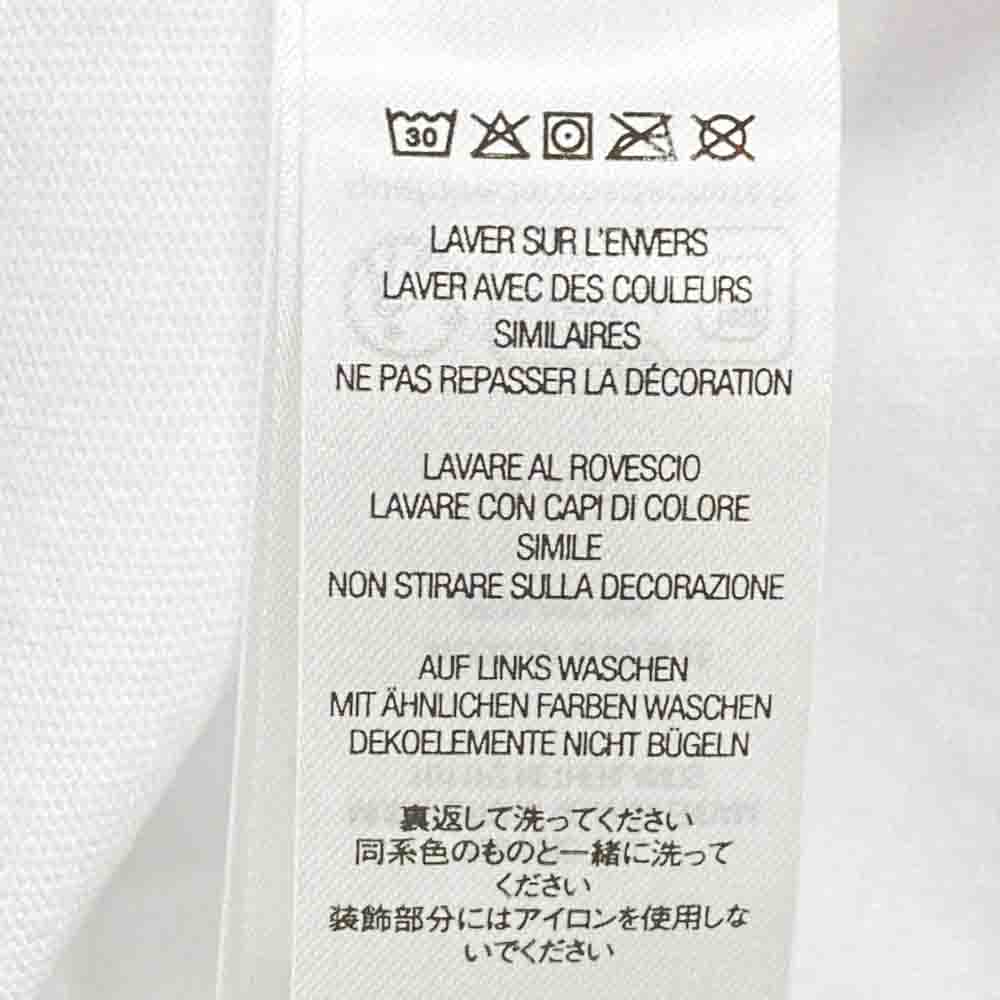 30
LAVER SUR L'ENVERS
LAVER AVEC DES COULEURS
SIMILAIRES
NE PAS REPASSER LA DÉCORATION
LAVARE AL ROVESCIO
LAVARE CON CAPI DI COLORE
SIMILE
NON STIRARE SULLA DECORAZIONE
AUF LINKS WASCHEN
MIT ÄHNLICHEN FARBEN WASCHEN
DEKOELEMENTE NICHT BÜGELN
裏返して洗ってください
同系色のものと一緒に洗って
ください
装飾部分にはアイロンを使用しな
いでください